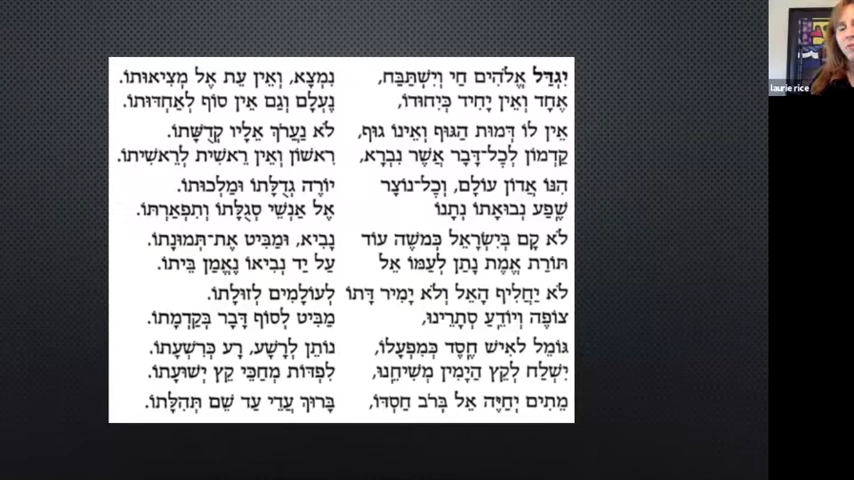 יִגְדַּל אֱלֹהִים חַי וְיִשְׁתַּבַּח, נִמְצָא, וְאֵין עֵת אֶל מְצִיאוּתוֹ.
אֶחָד וְאֵין יָחִיד כְּיִחוּדוֹ, נֶעְלָם וְגַם אֵין סוֹף לְאַחְדּוּתוֹ.
אֵין לוֹ דְּמוּת הַגּוּף וְאֵינוֹ גוּף, לֹא נַעֲרֹךְ אֵלָיו קְדֻשָּׁתוֹ.
קַדְמוֹן לְכָל־דָּבָר אֲשֶׁר נִבְרָא, רִאשׁוֹן וְאֵין רֵאשִׁית לְרֵאשִׁיתוֹ.
הִנּוֹ אֲדוֹן עוֹלָם, וְכָל־נוֹצָר יוֹרֶה גְדֻלָּתוֹ וּמַלְכוּתוֹ.
שֶׁפַע נְבוּאָתוֹ נְתָנוֹ אֶל אַנְשֵׁי סְגֻלָּתוֹ וְתִפְאַרְתּוֹ.
לֹא קָם בְּיִשְׂרָאֵל כְּמֹשֶׁה עוֹד נָבִיא, וּמַבִּיט אֶת־תְּמוּנָתוֹ.
תּוֹרַת אֱמֶת נָתַן לְעַמּוֹ אֵל עַל יַד נְבִיאוֹ נֶאֱמַן בֵּיתוֹ.
לֹא יַחֲלִיף הָאֵל וְלֹא יָמִיר דָּתוֹ לְעוֹלָמִים לְזוּלָתוֹ.
צוֹפֶה וְיוֹדֵעַ סְתָרֵינוּ, מַבִּיט לְסוֹף דָּבָר בְּקַדְמָתוֹ.
גּוֹמֵל לְאִישׁ חֶסֶד כְּמִפְעָלוֹ, נוֹתֵן לְרָשָׁע, רָע כְּרִשְׁעָתוֹ.
יִשְׁלַח לְקֵץ הַיָּמִין מְשִׁיחֵנוּ, לִפְדּוֹת מְחַכֵּי קֵץ יְשׁוּעָתוֹ.
מֵתִים יְחַיֶּה אֵל בְּרֹב חַסְדּוֹ, בָּרוּךְ עֲדֵי עַד שֵׁם תְּהִלָּתוֹ.
laurie rice